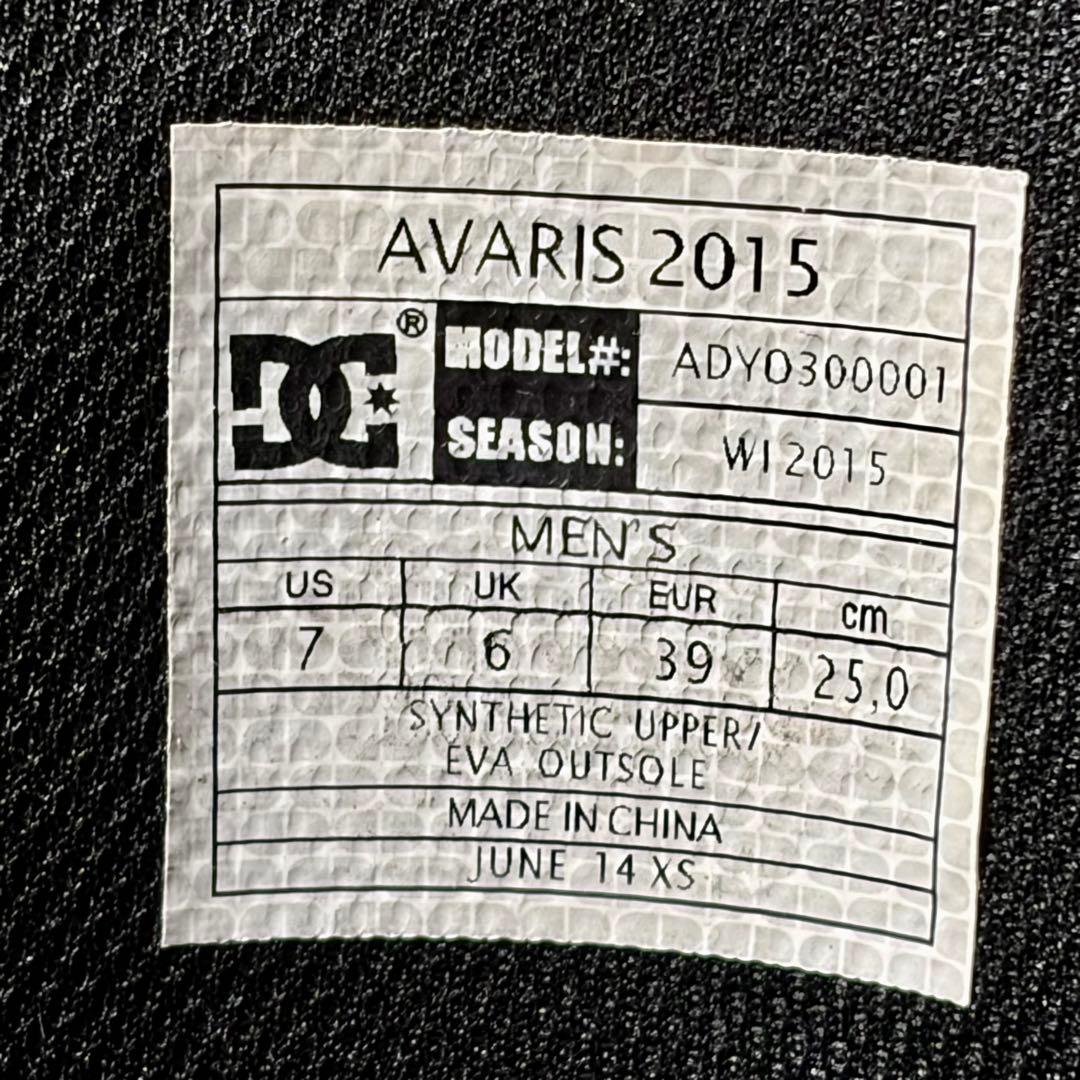 AVARIS 2015
DC®
MODEL#: ADYO300001
SEASON: WI 2015
MEN'S
US UK EUR cm
7 6 39 25,0
SYNTHETIC UPPER/
EVA OUTSOLE
MADE IN CHINA
JUNE 14 XS